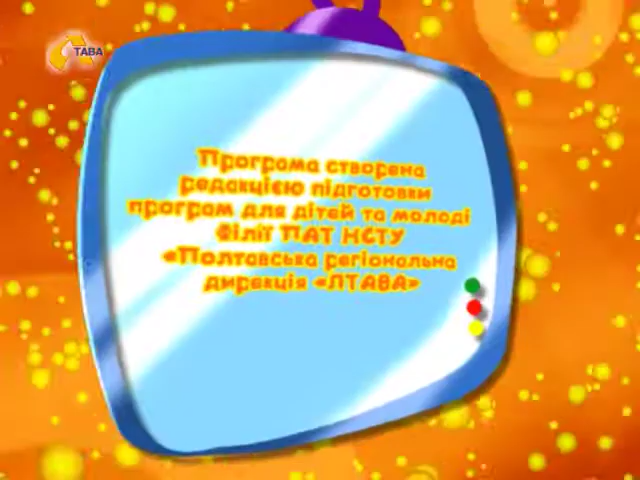 ТАВА
Програма створена
редакцією підготовки
програм для дітей та молоді
Філії ПАТ НСТУ
«Полтавська регіональна
дирекція «ЛТАВА»